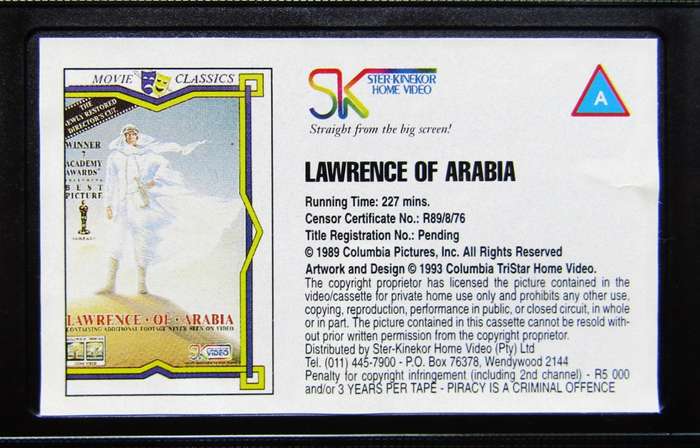 MOVIE CLASSICS
THE
NEWLY RESTORED
DIRECTOR'S CUT
WINNER
7
ACADEMY
AWARDS
BEST
PICTURE
LAWRENCE · OF · ARABIA
CONTAINING ADDITIONAL FOOTAGE NEVER SEEN ON VIDEO
SK
VIDEO
SK
STER·KINEKOR
HOME VIDEO
Straight from the big screen!
A
LAWRENCE OF ARABIA
Running Time: 227 mins.
Censor Certificate No.: R89/8/76
Title Registration No.: Pending
© 1989 Columbia Pictures, Inc. All Rights Reserved
Artwork and Design © 1993 Columbia TriStar Home Video.
The copyright proprietor has licensed the picture contained in the
video/cassette for private home use only and prohibits any other use,
copying, reproduction, performance in public, or closed circuit, in whole
or in part. The picture contained in this cassette cannot be resold with-
out prior written permission from the copyright proprietor.
Distributed by Ster-Kinekor Home Video (Pty) Ltd
Tel. (011) 445-7900 - P.O. Box 76378, Wendywood 2144
Penalty for copyright infringement (including 2nd channel) - R5 000
and/or 3 YEARS PER TAPE - PIRACY IS A CRIMINAL OFFENCE